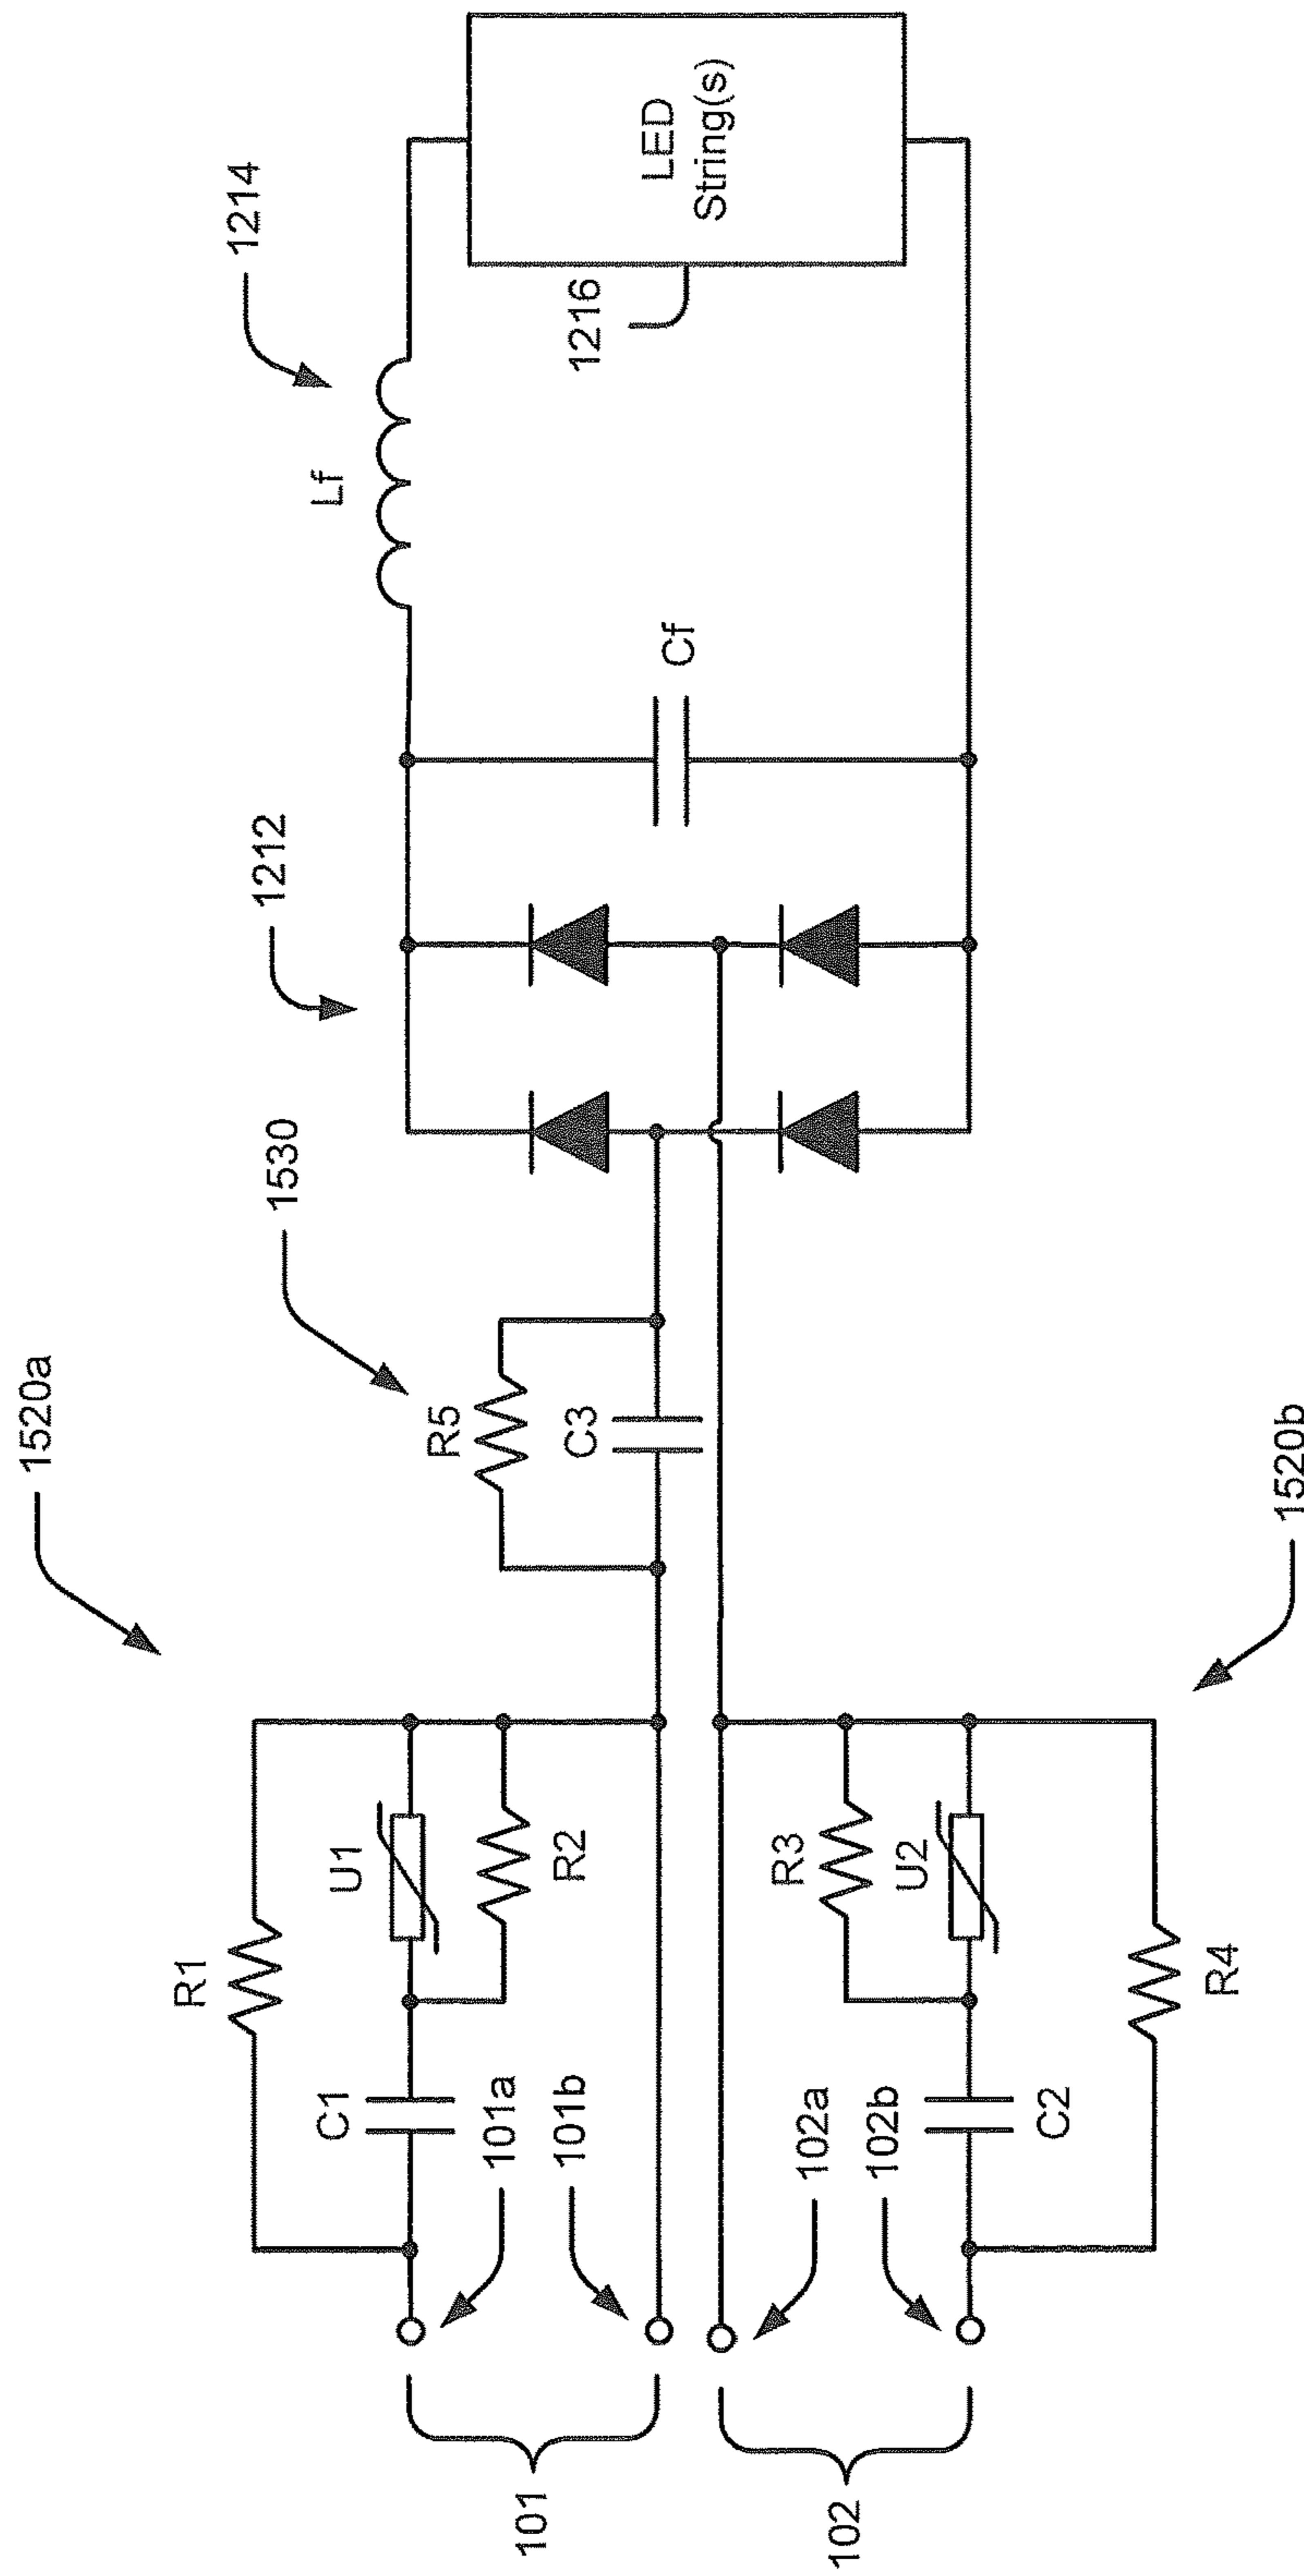 1520a
1530
1212
1214
Lf
R1
R5
U1
C1
C3
Cf
1216
LED
String(s)
101a
R2
101b
101
102a
R3
102b
U2
102
C2
R4
1520b